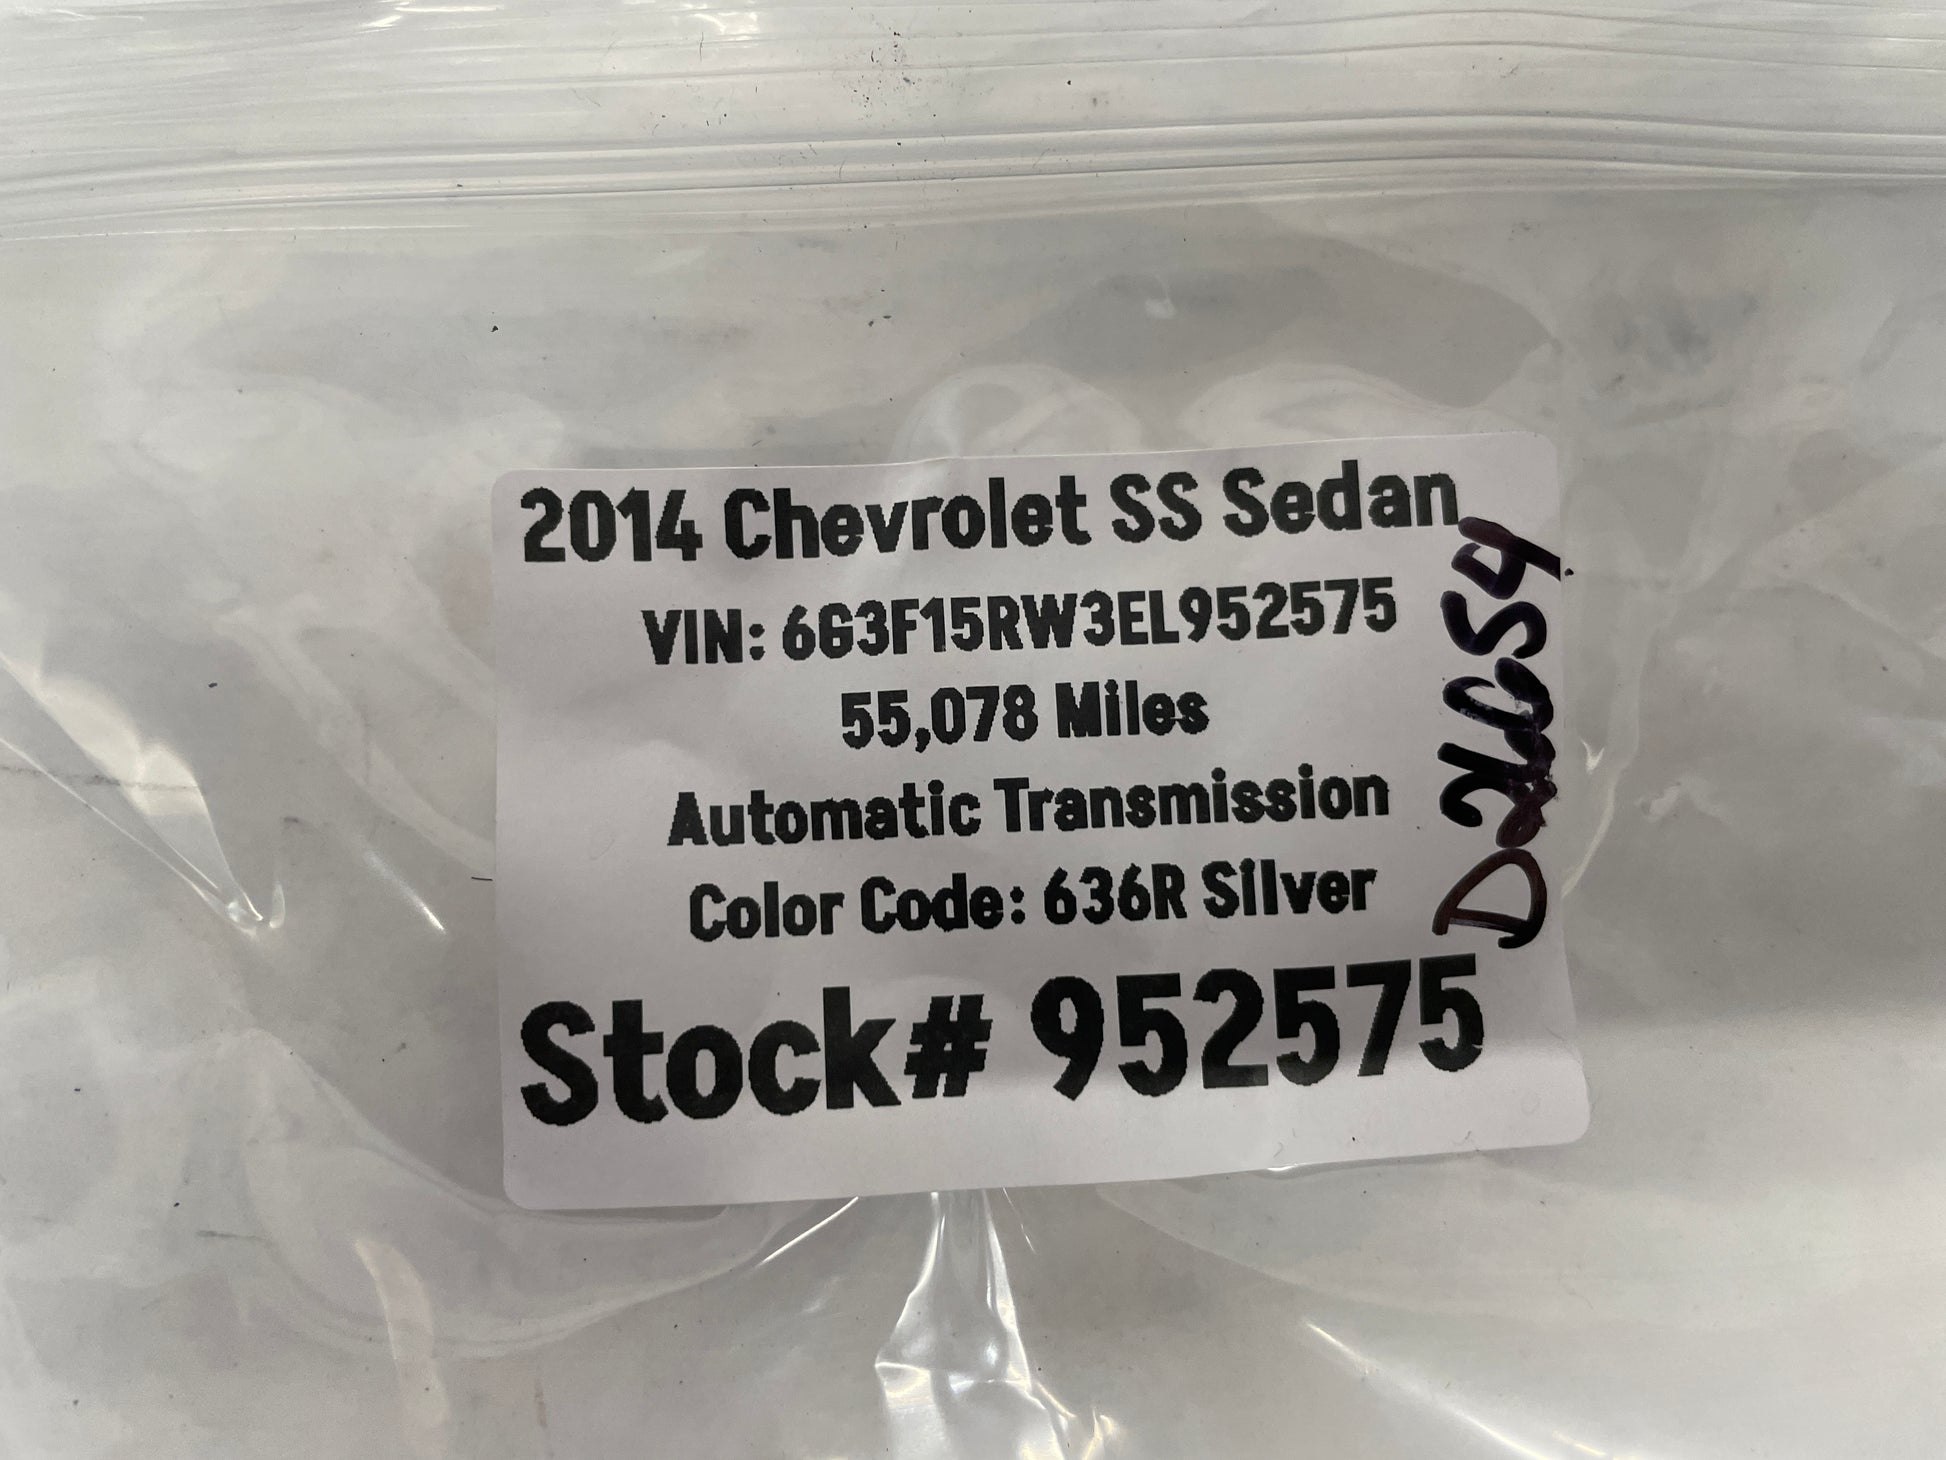 2014 Chevrolet SS Sedan
VIN: 6G3F15RW3EL952575
55,078 Miles
Automatic Transmission
Color Code: 636R Silver
Stock# 952575